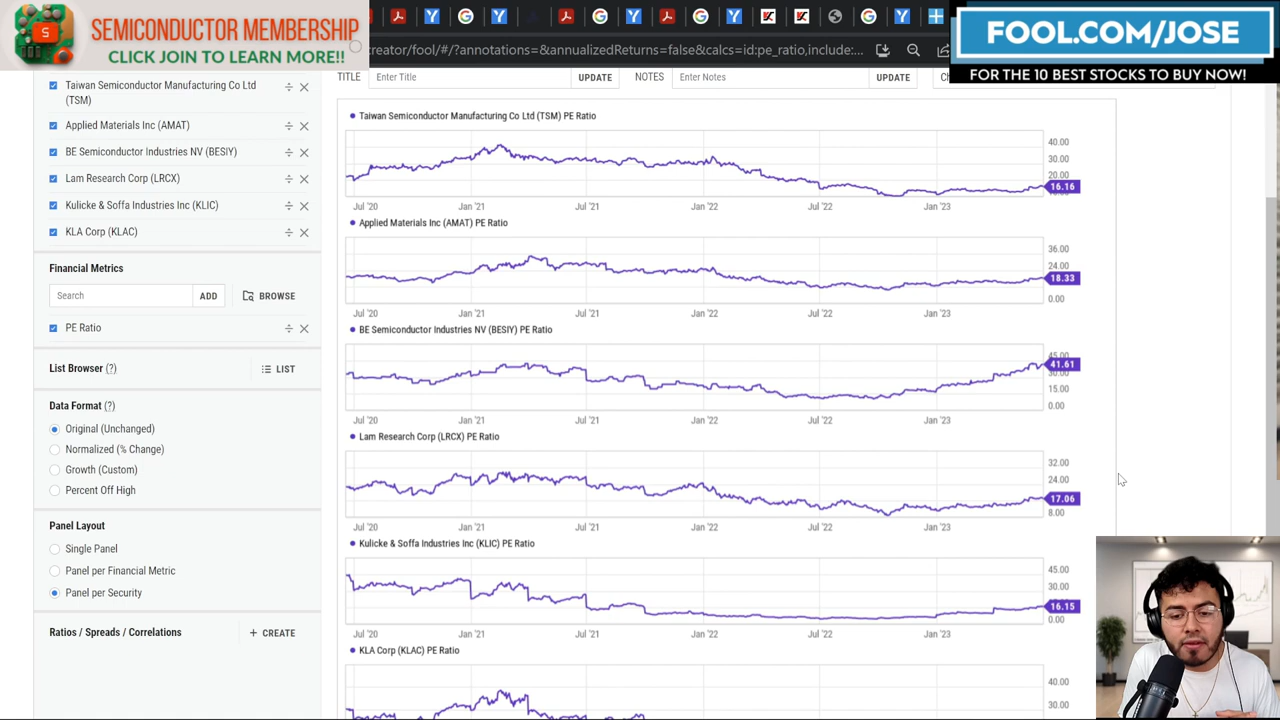 SEMICONDUCTOR MEMBERSHIP
CLICK JOIN TO LEARN MORE!!
S
creator/fool/#/?annotations=&annualizedReturns=false&calcs=id:pe_ratio,include:...
FOOL.COM/JOSE
FOR THE 10 BEST STOCKS TO BUY NOW!
TITLE
Enter Title
UPDATE
NOTES
Enter Notes
UPDATE
Taiwan Semiconductor Manufacturing Co Ltd
(TSM)
Applied Materials Inc (AMAT)
BE Semiconductor Industries NV (BESIY)
Lam Research Corp (LRCX)
Kulicke & Soffa Industries Inc (KLIC)
KLA Corp (KLAC)
Financial Metrics
Search
ADD
BROWSE
PE Ratio
List Browser (?)
LIST
Data Format (?)
Original (Unchanged)
Normalized (% Change)
Growth (Custom)
Percent Off High
Panel Layout
Single Panel
Panel per Financial Metric
Panel per Security
Ratios / Spreads / Correlations
+ CREATE
Taiwan Semiconductor Manufacturing Co Ltd (TSM) PE Ratio
40.00
30.00
20.00
16.16
Jul '20 Jan '21 Jul '21 Jan '22 Jul '22 Jan '23
Applied Materials Inc (AMAT) PE Ratio
36.00
24.00
18.33
0.00
Jul '20 Jan '21 Jul '21 Jan '22 Jul '22 Jan '23
BE Semiconductor Industries NV (BESIY) PE Ratio
45.00
41.61
30.00
15.00
0.00
Jul '20 Jan '21 Jul '21 Jan '22 Jul '22 Jan '23
Lam Research Corp (LRCX) PE Ratio
32.00
24.00
17.06
8.00
Jul '20 Jan '21 Jul '21 Jan '22 Jul '22 Jan '23
Kulicke & Soffa Industries Inc (KLIC) PE Ratio
45.00
30.00
16.15
0.00
Jul '20 Jan '21 Jul '21 Jan '22 Jul '22 Jan '23
KLA Corp (KLAC) PE Ratio
40.00
30.00